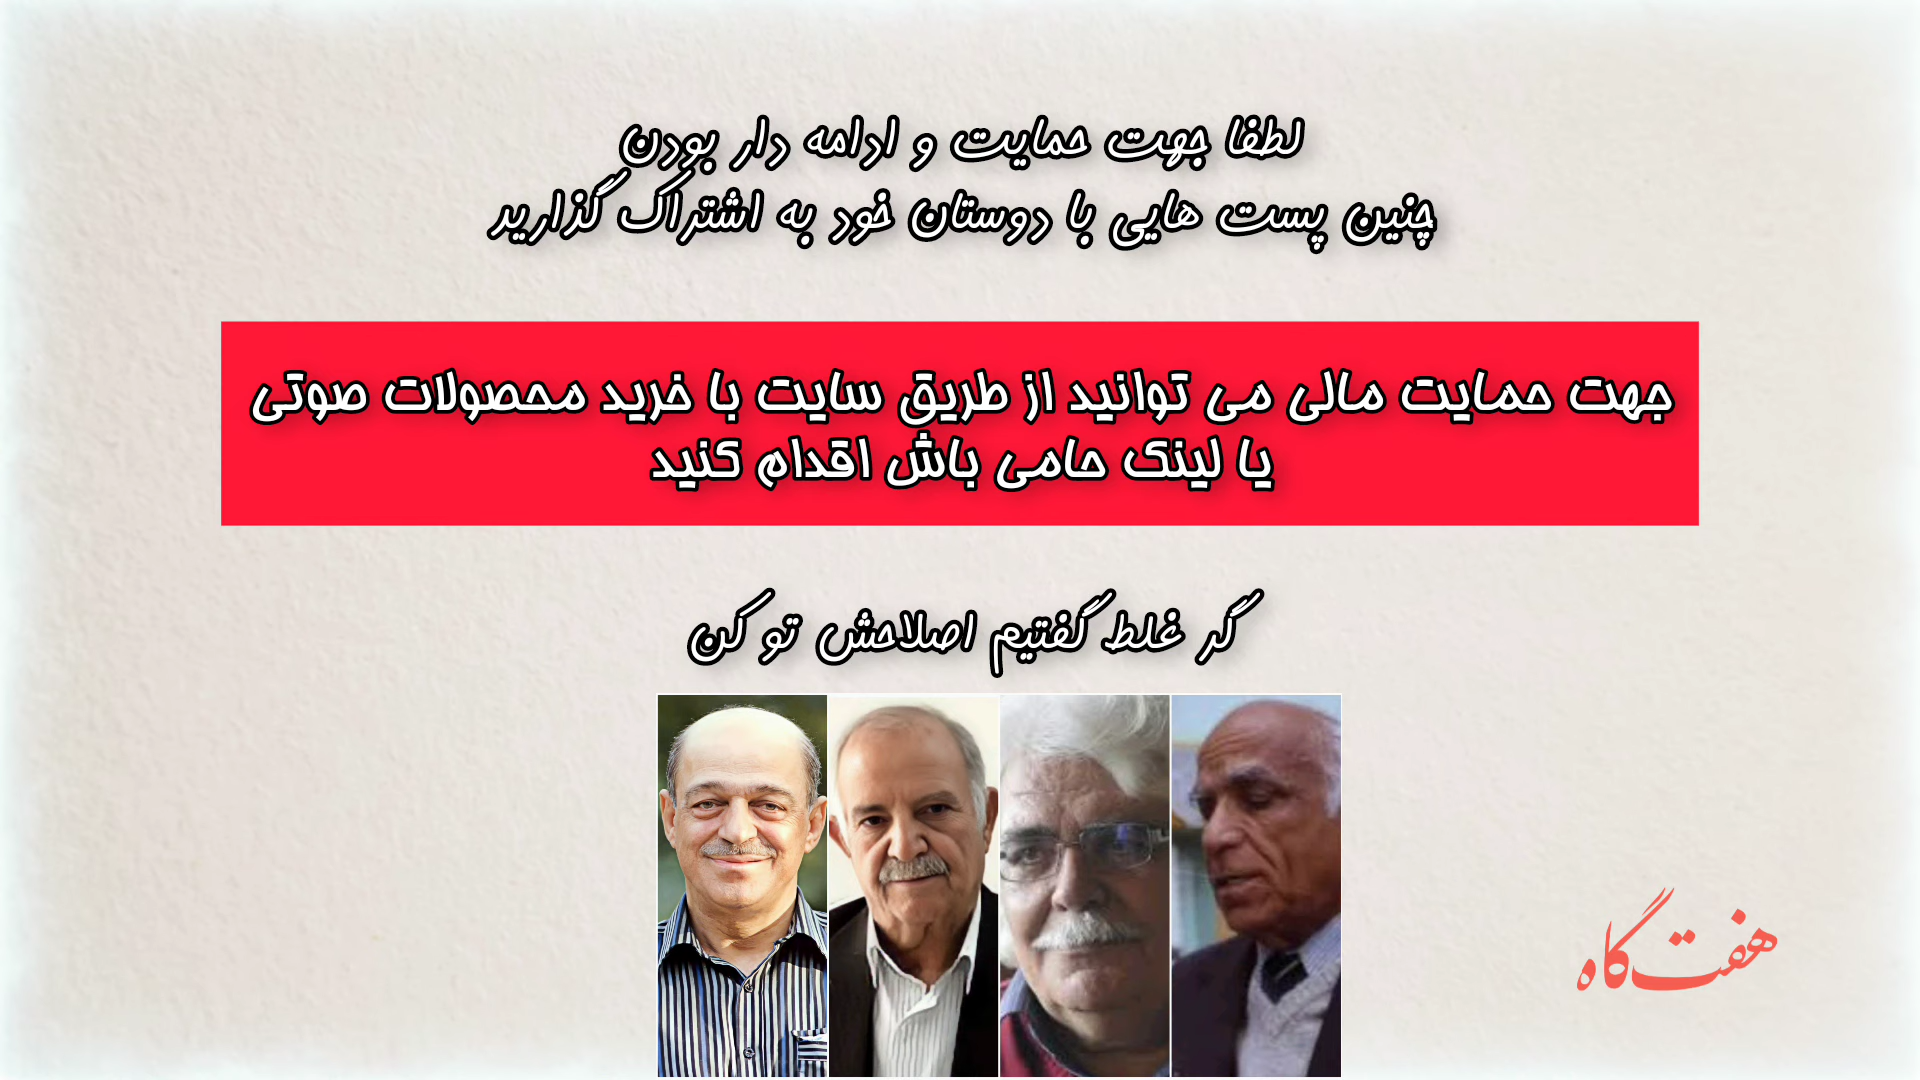 لطفا جهت حمایت و ادامه دار بودن
چنین پست هایی با دوستان خود به اشتراک گذارید
جهت حمایت مالی می توانید از طریق سایت با خرید محصولات صوتی
یا لینک حامی باش اقدام کنید
گر غلط گفتیم اصلاحش تو کن
هفتگاه